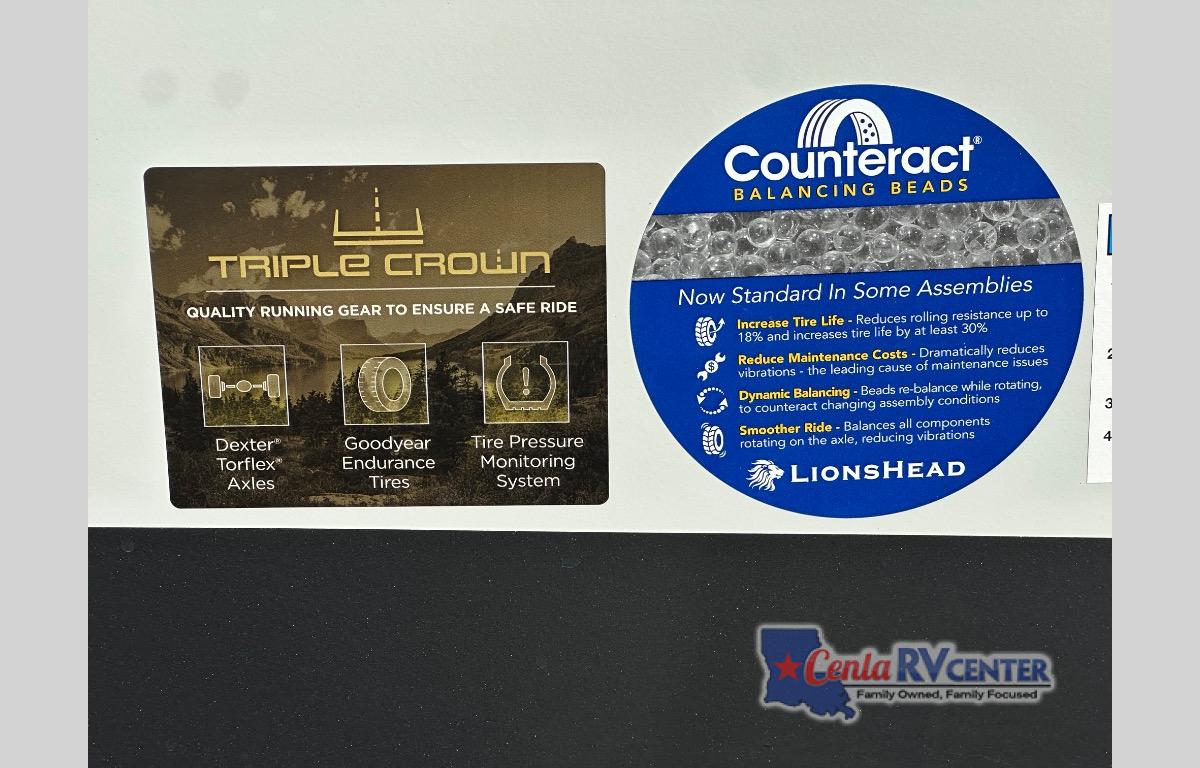 TRIPLE CROWN
QUALITY RUNNING GEAR TO ENSURE A SAFE RIDE
Dexter®
Torflex®
Axles
Goodyear
Endurance
Tires
Tire Pressure
Monitoring
System
Counteract®
BALANCING BEADS
Now Standard In Some Assemblies
Increase Tire Life - Reduces rolling resistance up to
18% and increases tire life by at least 30%
Reduce Maintenance Costs - Dramatically reduces
vibrations - the leading cause of maintenance issues
Dynamic Balancing - Beads re-balance while rotating,
to counteract changing assembly conditions
Smoother Ride - Balances all components
rotating on the axle, reducing vibrations
LIONSHEAD
2
3
4
Cenla RV CENTER
Family Owned, Family Focused